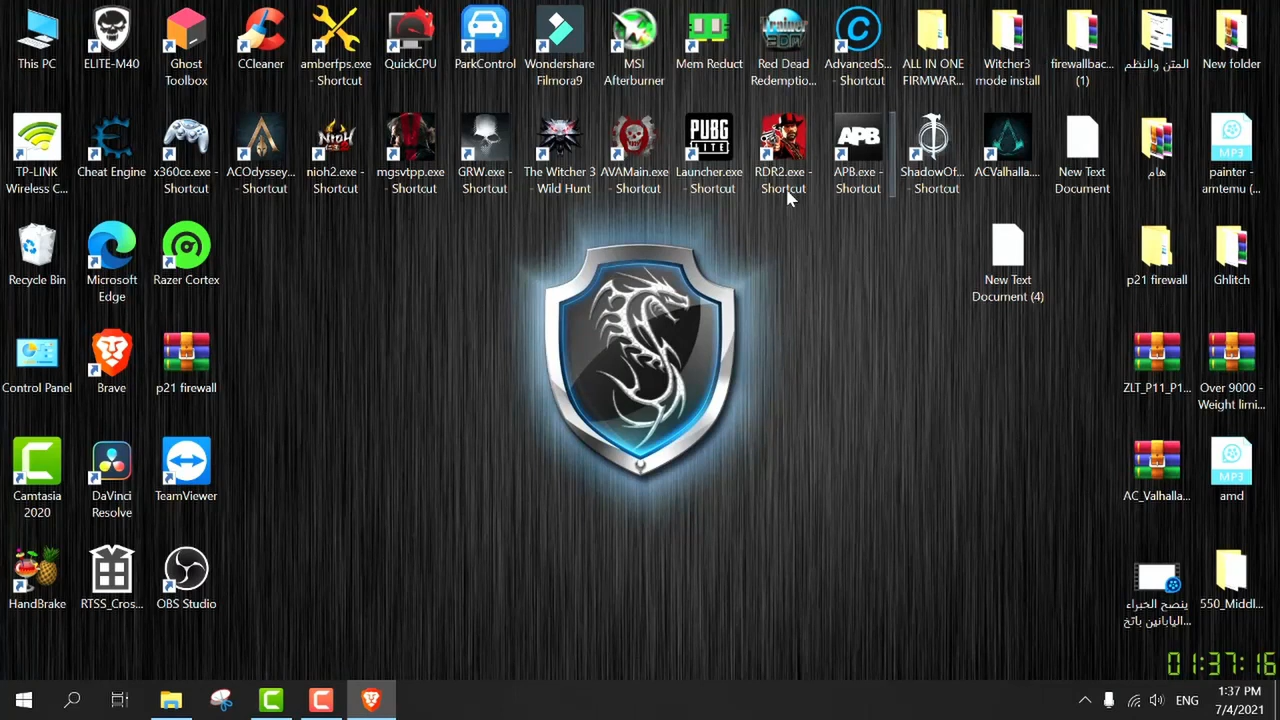 This PC
ELITE-M40
Ghost
Toolbox
CCleaner
amberfps.exe
- Shortcut
QuickCPU
ParkControl
Wondershare
Filmora9
MSI
Afterburner
Mem Reduct
Red Dead
Redemptio...
AdvancedS...
- Shortcut
ALL IN ONE
FIRMWAR...
Witcher3
mode install
firewallbac...
(1)
المتن والنظم
New folder
TP-LINK
Wireless C...
Cheat Engine
x360ce.exe -
Shortcut
ACOdyssey...
- Shortcut
nioh2.exe -
Shortcut
mgsvtpp.exe
- Shortcut
GRW.exe -
Shortcut
The Witcher 3
- Wild Hunt
AVAMain.exe
- Shortcut
PUBG
LITE
Launcher.exe
- Shortcut
RDR2.exe -
Shortcut
APB
APB.exe -
Shortcut
ShadowOf...
- Shortcut
ACValhalla....
New Text
Document
هام
MP3
painter -
amtemu (...
Recycle Bin
Microsoft
Edge
Razer Cortex
New Text
Document (4)
p21 firewall
Ghlitch
Control Panel
Brave
p21 firewall
ZLT_P11_P1...
Over 9000 -
Weight limi...
Camtasia
2020
DaVinci
Resolve
TeamViewer
AC_Valhalla...
MP3
amd
HandBrake
RTSS_Cros...
OBS Studio
ينصح الخبراء
اليابانين باتخ...
550_Middl...
01:37:16
ENG
1:37 PM
7/4/2021